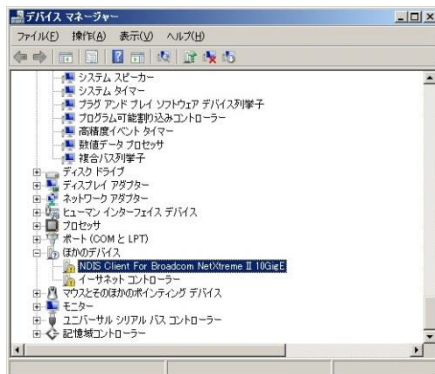 デバイス マネージャー
ファイル(F) 操作(A) 表示(V) ヘルプ(H)
システム スピーカー
システム タイマー
プラグ アンド プレイ ソフトウェア デバイス列挙子
プログラム可能割り込みコントローラー
高精度イベント タイマー
数値データ プロセッサ
複合バス列挙子
ディスク ドライブ
ディスプレイ アダプター
ネットワーク アダプター
ヒューマン インターフェイス デバイス
プロセッサ
ポート (COM と LPT)
ほかのデバイス
NDIS Client For Broadcom NetXtreme II 10GigE
イーサネット コントローラー
マウスとそのほかのポインティング デバイス
モニター
ユニバーサル シリアル バス コントローラー
記憶域コントローラー